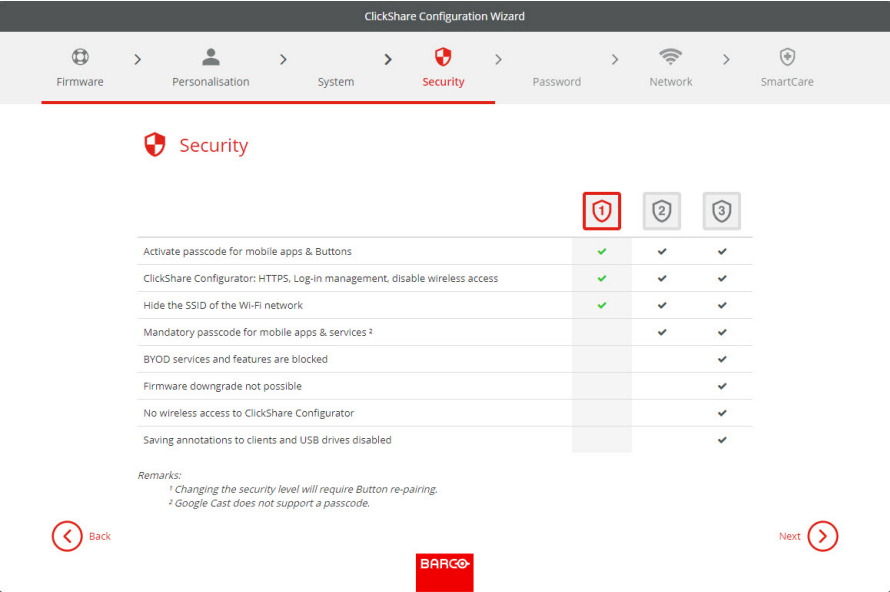 ClickShare Configuration Wizard
Firmware
Personalisation
System
Security
Password
Network
SmartCare
Security
1 2 3
Activate passcode for mobile apps & Buttons
ClickShare Configurator: HTTPS, Log-in management, disable wireless access
Hide the SSID of the Wi-Fi network
Mandatory passcode for mobile apps & services ²
BYOD services and features are blocked
Firmware downgrade not possible
No wireless access to ClickShare Configurator
Saving annotations to clients and USB drives disabled
Remarks:
¹ Changing the security level will require Button re-pairing.
² Google Cast does not support a passcode.
Back
Next
BARCO